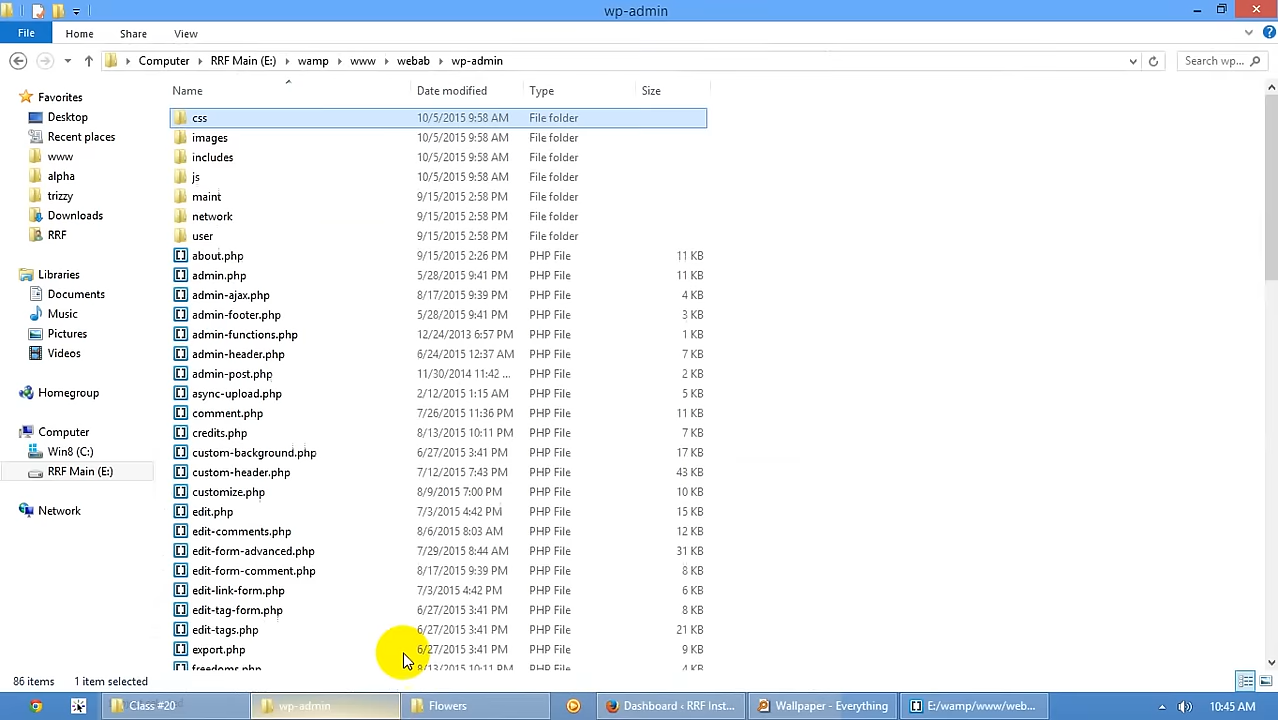 wp-admin
File Home Share View
Computer RRF Main (E:) wamp www webab wp-admin Search wp...
Name Date modified Type Size
Favorites
Desktop
Recent places
www
alpha
trizzy
Downloads
RRF
Libraries
Documents
Music
Pictures
Videos
Homegroup
Computer
Win8 (C:)
RRF Main (E:)
Network
css 10/5/2015 9:58 AM File folder
images 10/5/2015 9:58 AM File folder
includes 10/5/2015 9:58 AM File folder
js 10/5/2015 9:58 AM File folder
maint 9/15/2015 2:58 PM File folder
network 9/15/2015 2:58 PM File folder
user 9/15/2015 2:58 PM File folder
about.php 9/15/2015 2:26 PM PHP File 11 KB
admin.php 5/28/2015 9:41 PM PHP File 11 KB
admin-ajax.php 8/17/2015 9:39 PM PHP File 4 KB
admin-footer.php 5/28/2015 9:41 PM PHP File 3 KB
admin-functions.php 12/24/2013 6:57 PM PHP File 1 KB
admin-header.php 6/24/2015 12:37 AM PHP File 7 KB
admin-post.php 11/30/2014 11:42 ... PHP File 2 KB
async-upload.php 2/12/2015 1:15 AM PHP File 5 KB
comment.php 7/26/2015 11:36 PM PHP File 11 KB
credits.php 8/13/2015 10:11 PM PHP File 7 KB
custom-background.php 6/27/2015 3:41 PM PHP File 17 KB
custom-header.php 7/12/2015 7:43 PM PHP File 43 KB
customize.php 8/9/2015 7:00 PM PHP File 10 KB
edit.php 7/3/2015 4:42 PM PHP File 15 KB
edit-comments.php 8/6/2015 8:03 AM PHP File 12 KB
edit-form-advanced.php 7/29/2015 8:44 AM PHP File 31 KB
edit-form-comment.php 8/17/2015 9:39 PM PHP File 8 KB
edit-link-form.php 7/3/2015 4:42 PM PHP File 6 KB
edit-tag-form.php 6/27/2015 3:41 PM PHP File 8 KB
edit-tags.php 6/27/2015 3:41 PM PHP File 21 KB
export.php 6/27/2015 3:41 PM PHP File 9 KB
freedoms.php 8/13/2015 10:11 PM PHP File 4 KB
86 items 1 item selected
Class #20 wp-admin Flowers Dashboard ‹ RRF Inst... Wallpaper - Everything E:/wamp/www/web... 10:45 AM